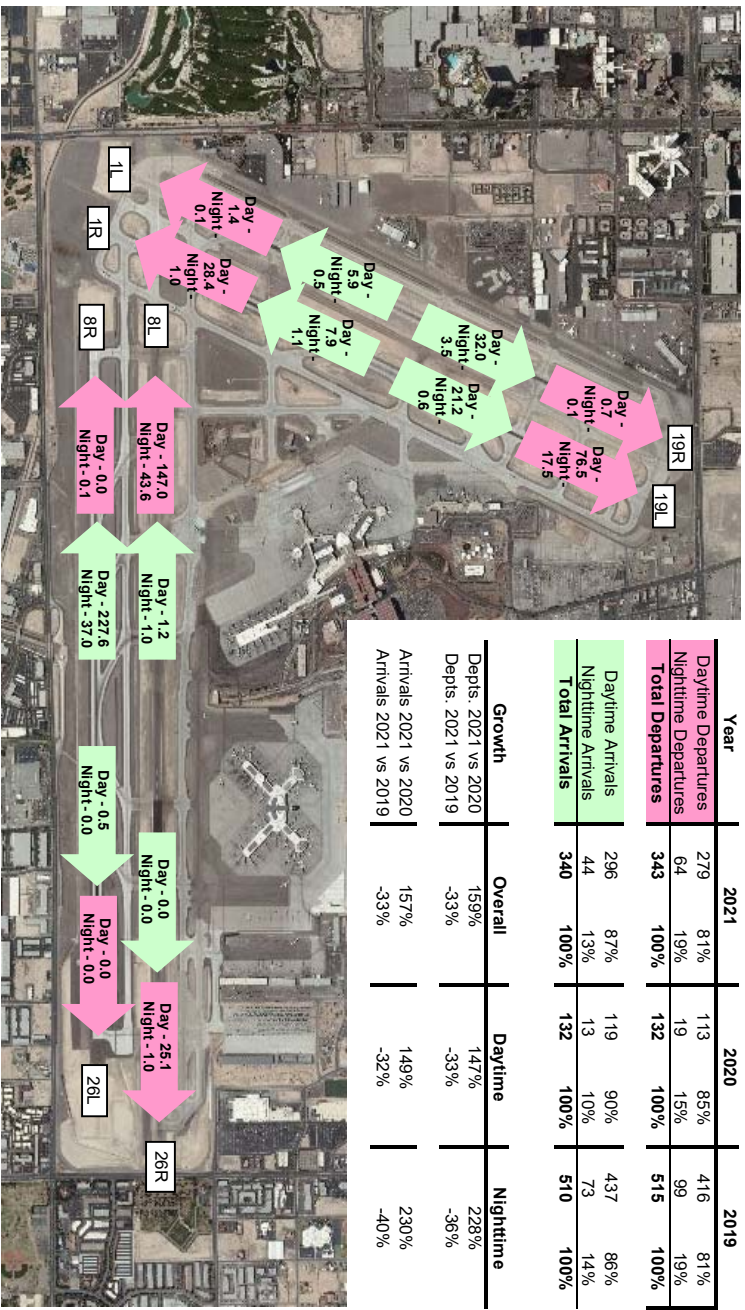 Year 2021 2020 2019
Daytime Departures 279 81% 113 85% 416 81%
Nighttime Departures 64 19% 19 15% 99 19%
Total Departures 343 100% 132 100% 515 100%
Daytime Arrivals 296 87% 119 90% 437 86%
Nighttime Arrivals 44 13% 13 10% 73 14%
Total Arrivals 340 100% 132 100% 510 100%
Growth Overall Daytime Nighttime
Depts. 2021 vs 2020 159% 147% 228%
Depts. 2021 vs 2019 -33% -33% -36%
Arrivals 2021 vs 2020 157% 149% 230%
Arrivals 2021 vs 2019 -33% -32% -40%
19R
19L
Day -
0.7
Night -
0.1
Day -
76.5
Night -
17.5
Day -
32.0
Night -
3.5
Day -
21.2
Night -
0.6
Day -
5.9
Night -
0.5
Day -
7.9
Night -
1.1
Day -
1.4
Night -
0.1
Day -
28.4
Night -
1.0
1L
1R
8L
Day - 147.0
Night - 43.6
Day - 1.2
Night - 1.0
Day - 0.0
Night - 0.0
Day - 25.1
Night - 1.0
26R
8R
Day - 0.0
Night - 0.1
Day - 227.6
Night - 37.0
Day - 0.5
Night - 0.0
Day - 0.0
Night - 0.0
26L